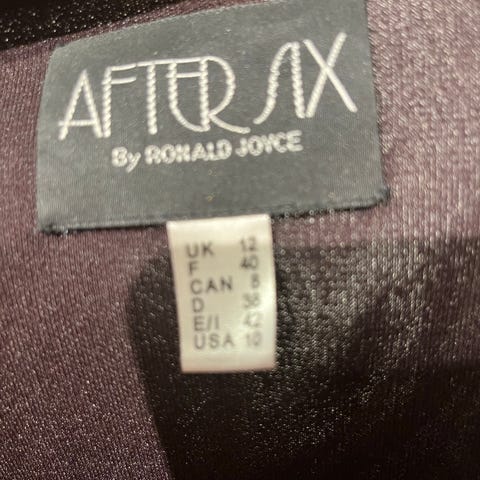 AFTER SIX
By RONALD JOYCE
UK 12
F 40
CAN 8
D 38
E/I 42
USA 10